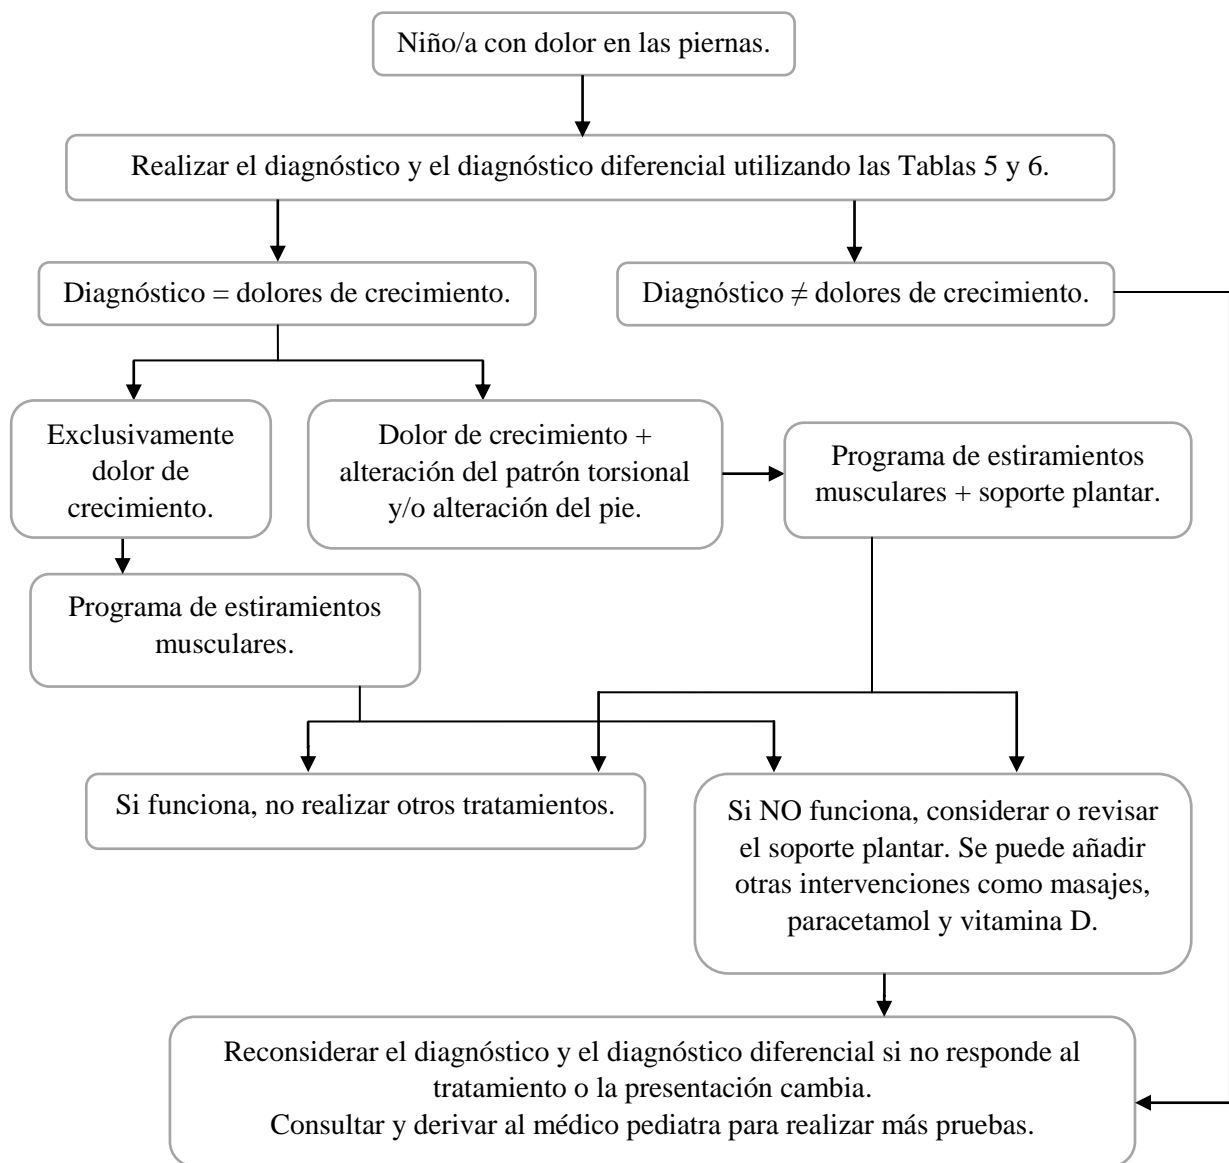 Niño/a con dolor en las piernas.
Realizar el diagnóstico y el diagnóstico diferencial utilizando las Tablas 5 y 6.
Diagnóstico = dolores de crecimiento.
Diagnóstico ≠ dolores de crecimiento.
Exclusivamente
dolor de
crecimiento.
Dolor de crecimiento +
alteración del patrón torsional
y/o alteración del pie.
Programa de estiramientos
musculares + soporte plantar.
Programa de estiramientos
musculares.
Si funciona, no realizar otros tratamientos.
Si NO funciona, considerar o revisar
el soporte plantar. Se puede añadir
otras intervenciones como masajes,
paracetamol y vitamina D.
Reconsiderar el diagnóstico y el diagnóstico diferencial si no responde al
tratamiento o la presentación cambia.
Consultar y derivar al médico pediatra para realizar más pruebas.